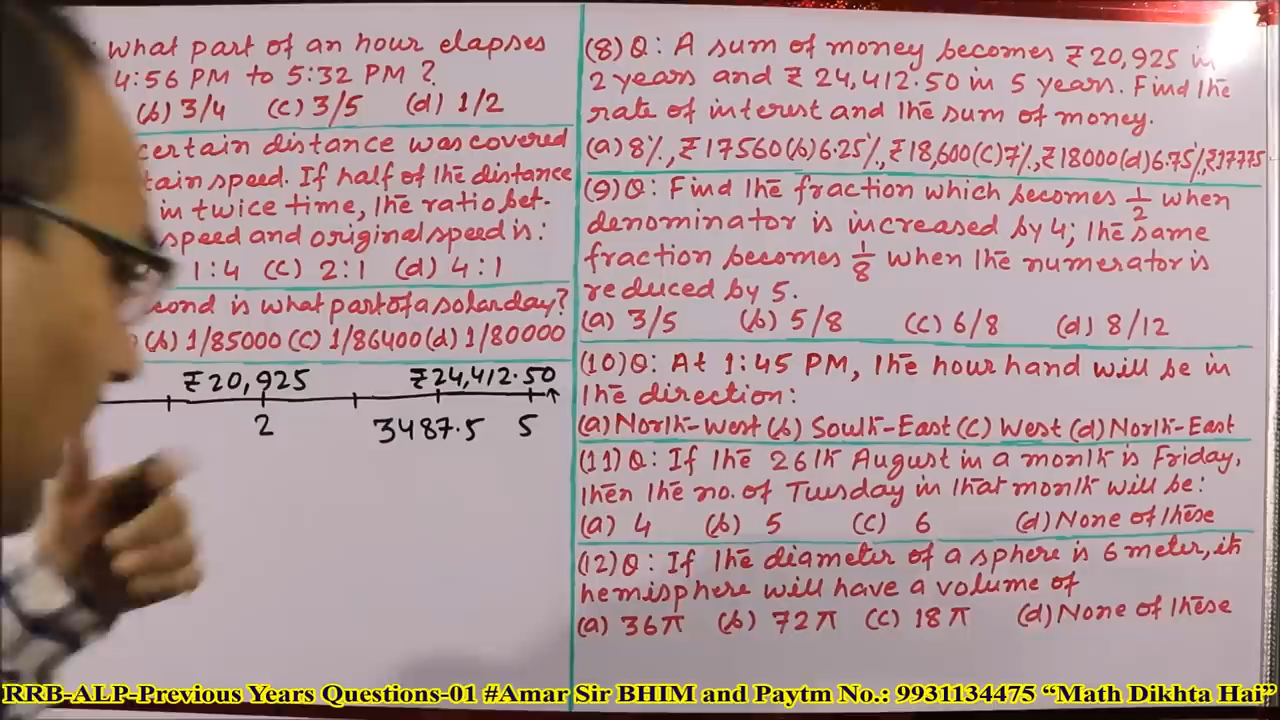 what part of an hour elapses
4:56 PM to 5:32 PM ?
(b) 3/4 (c) 3/5 (d) 1/2
certain distance was covered
tain speed. If half of the distance
in twice time, the ratio bet-
speed and original speed is:
1:4 (c) 2:1 (d) 4:1
cond is what part of a solar day?
(b) 1/85000 (c) 1/86400 (d) 1/80000
₹20,925 ₹24,412.50
2 3487.5 5
(8) Q: A sum of money becomes ₹20,925 in
2 years and ₹24,412.50 in 5 years. Find the
rate of interest and the sum of money.
(a) 8%, ₹17560 (b) 6.25%, ₹18,600 (c) 7%, ₹18000 (d) 6.75%, ₹17775
(9) Q: Find the fraction which becomes 1/2 when
denominator is increased by 4; the same
fraction becomes 1/8 when the numerator is
reduced by 5.
(a) 3/5 (b) 5/8 (c) 6/8 (d) 8/12
(10) Q: At 1:45 PM, the hour hand will be in
the direction:
(a) North-West (b) South-East (c) West (d) North-East
(11) Q: If the 26th August in a month is Friday,
then the no. of Tuesday in that month will be:
(a) 4 (b) 5 (c) 6 (d) None of these
(12) Q: If the diameter of a sphere is 6 meter, its
hemisphere will have a volume of
(a) 36π (b) 72π (c) 18π (d) None of these
RRB-ALP-Previous Years Questions-01 #Amar Sir BHIM and Paytm No.: 9931134475 “Math Dikhta Hai”